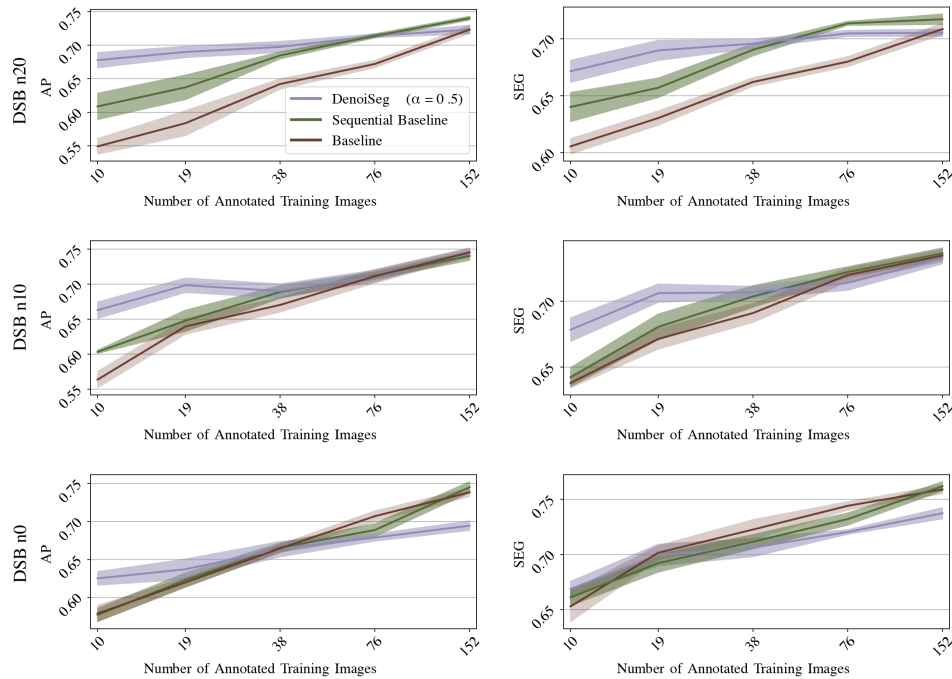 DSB n20
AP
0.75
0.70
0.65
0.60
0.55
DenoiSeg (α = 0 .5)
Sequential Baseline
Baseline
10 19 38 76 152
Number of Annotated Training Images
SEG
0.70
0.65
0.60
10 19 38 76 152
Number of Annotated Training Images
DSB n10
AP
0.75
0.70
0.65
0.60
0.55
10 19 38 76 152
Number of Annotated Training Images
SEG
0.70
0.65
10 19 38 76 152
Number of Annotated Training Images
DSB n0
AP
0.75
0.70
0.65
0.60
10 19 38 76 152
Number of Annotated Training Images
SEG
0.75
0.70
0.65
10 19 38 76 152
Number of Annotated Training Images